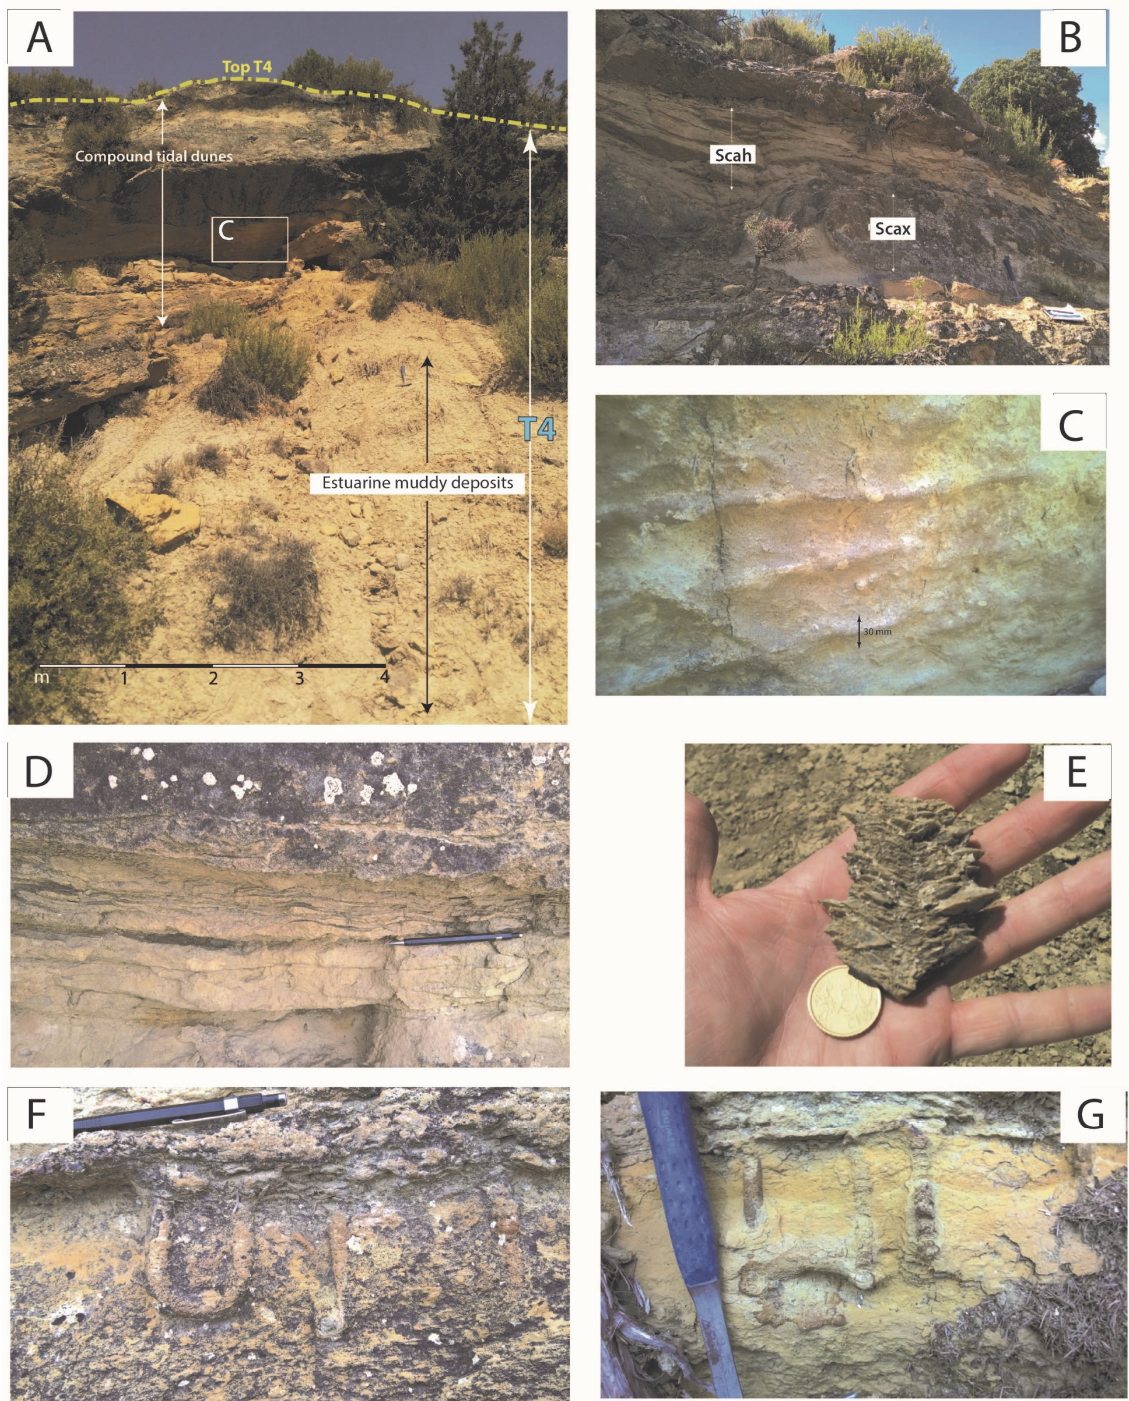 A
Top T4
Compound tidal dunes
C
T4
Estuarine muddy deposits
m 1 2 3 4
B
Scah
Scax
C
30 mm
D
E
F
G